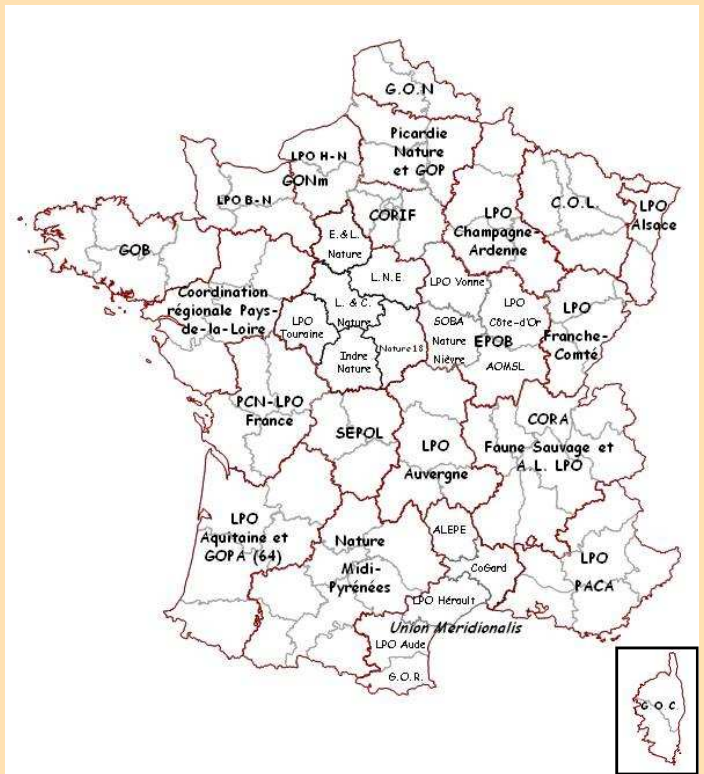 G.O.N
Picardie
Nature
et GOP
LPO H-N
GONm
LPO B-N
CORIF
C.O.L.
LPO
Alsace
LPO
Champagne-
Ardenne
GOB
E.& L.
Nature
L.N.E.
LPO Yonne
Coordination
régionale Pays-
de-la-Loire
LPO
Touraine
L. & C.
Nature
LPO
Côte-d'Or
LPO
Franche-
Comté
SOBA
Nature
Nièvre
EPOB
Indre
Nature
Nature18
AOMSL
PCN-LPO
France
SEPOL
LPO
Auvergne
CORA
Faune Sauvage et
A.L. LPO
LPO
Aquitaine et
GOPA (64)
Nature
Midi-
Pyrénées
ALEPE
CoGard
LPO
PACA
LPO Hérault
Union Meridionalis
LPO Aude
G.O.R.
G.O.C.